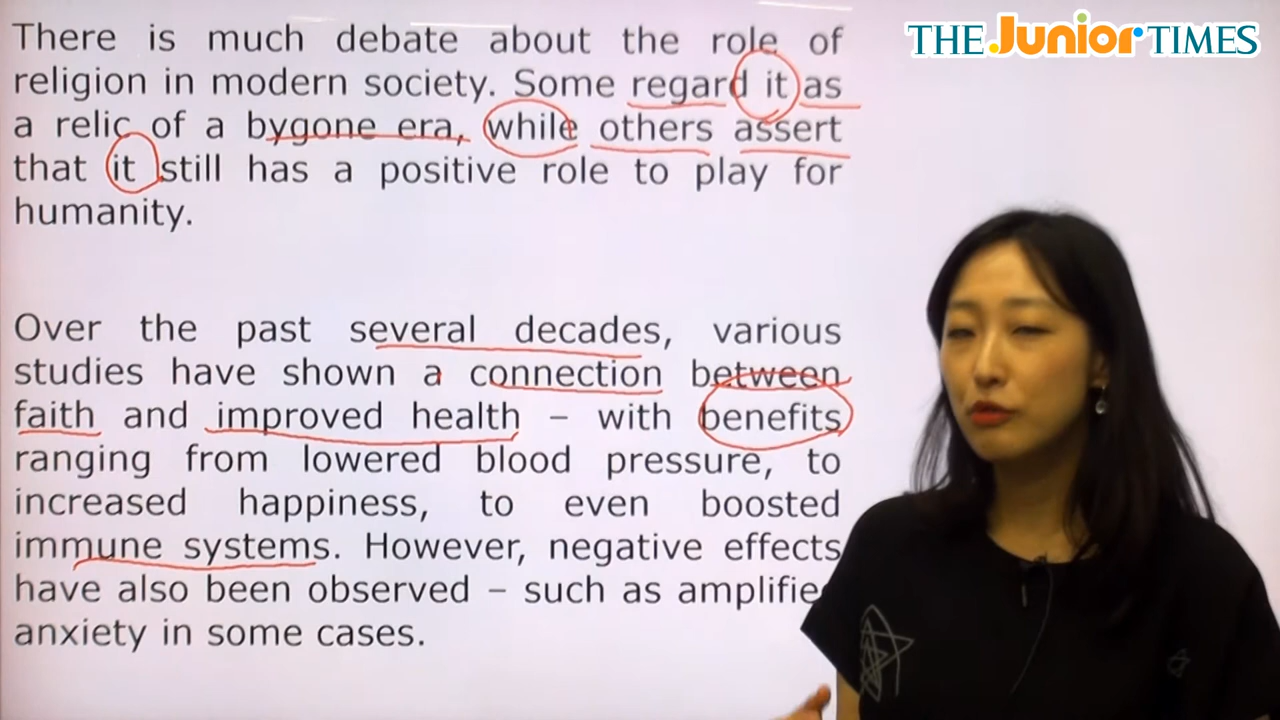 THE Junior TIMES
There is much debate about the role of
religion in modern society. Some regard it as
a relic of a bygone era, while others assert
that it still has a positive role to play for
humanity.
Over the past several decades, various
studies have shown a connection between
faith and improved health – with benefits
ranging from lowered blood pressure, to
increased happiness, to even boosted
immune systems. However, negative effects
have also been observed – such as amplified
anxiety in some cases.